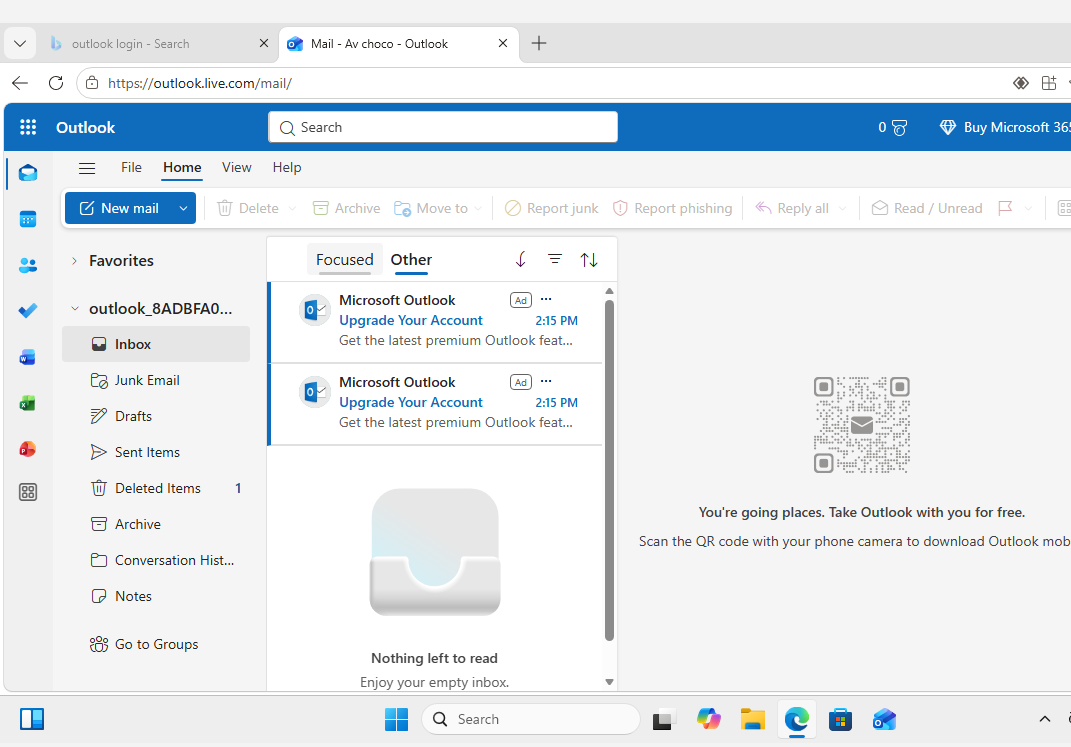 outlook login - Search
Mail - Av choco - Outlook
https://outlook.live.com/mail/
Outlook
Search
0
Buy Microsoft 365
File
Home
View
Help
New mail
Delete
Archive
Move to
Report junk
Report phishing
Reply all
Read / Unread
Favorites
outlook_8ADBFA0...
Inbox
Junk Email
Drafts
Sent Items
Deleted Items 1
Archive
Conversation Hist...
Notes
Go to Groups
Focused
Other
Microsoft Outlook
Ad
Upgrade Your Account
2:15 PM
Get the latest premium Outlook feat...
Microsoft Outlook
Ad
Upgrade Your Account
2:15 PM
Get the latest premium Outlook feat...
Nothing left to read
Enjoy your empty inbox.
You're going places. Take Outlook with you for free.
Scan the QR code with your phone camera to download Outlook mob
Search